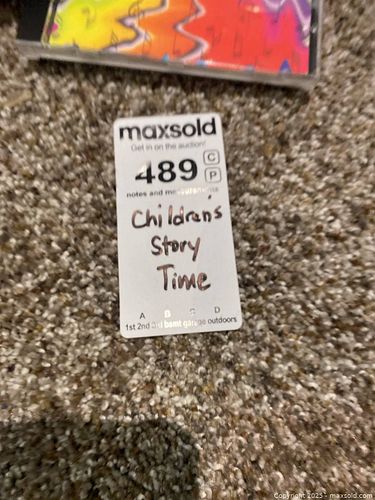 maxsold
Get in on the auction!
489 C
P
notes and measurements
Children's
Story
Time
A B C D
1st 2nd 3rd bsmt garage outdoors
Copyright 2025 - maxsold.com